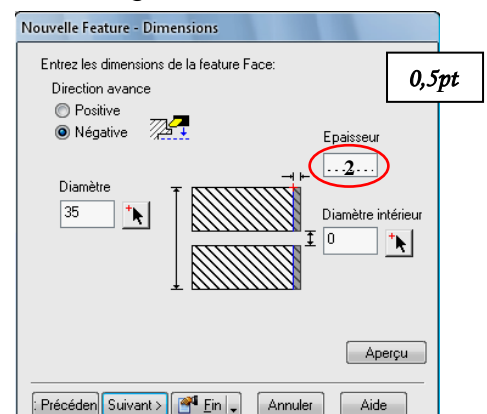 Nouvelle Feature - Dimensions
Entrez les dimensions de la feature Face:
0,5pt
Direction avance
Positive
Négative
Epaisseur
...2...
Diamètre
35
Diamètre intérieur
0
Aperçu
: Précéden
Suivant >
Fin
Annuler
Aide